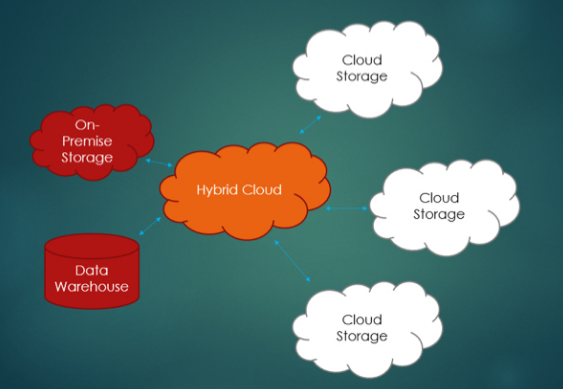 Cloud
Storage
On-
Premise
Storage
Hybrid Cloud
Cloud
Storage
Data
Warehouse
Cloud
Storage